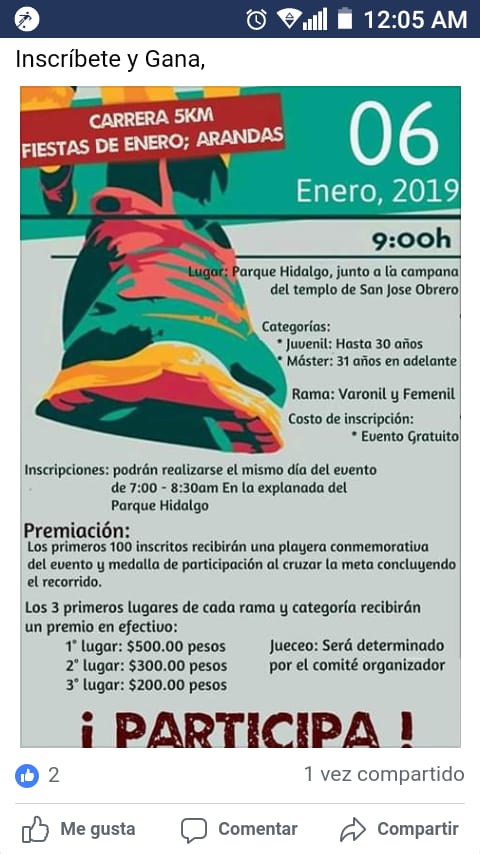 12:05 AM
Inscríbete y Gana,
CARRERA 5KM
FIESTAS DE ENERO; ARANDAS
06
Enero, 2019
9:00h
Lugar: Parque Hidalgo, junto a la campana
del templo de San Jose Obrero
Categorías:
* Juvenil: Hasta 30 años
* Máster: 31 años en adelante
Rama: Varonil y Femenil
Costo de inscripción:
* Evento Gratuito
Inscripciones: podrán realizarse el mismo día del evento
de 7:00 - 8:30am En la explanada del
Parque Hidalgo
Premiación:
Los primeros 100 inscritos recibirán una playera conmemorativa
del evento y medalla de participación al cruzar la meta concluyendo
el recorrido.
Los 3 primeros lugares de cada rama y categoría recibirán
un premio en efectivo:
1° lugar: $500.00 pesos
2° lugar: $300.00 pesos
3° lugar: $200.00 pesos
Jueceo: Será determinado
por el comité organizador
¡ PARTICIPA !
2
1 vez compartido
Me gusta
Comentar
Compartir